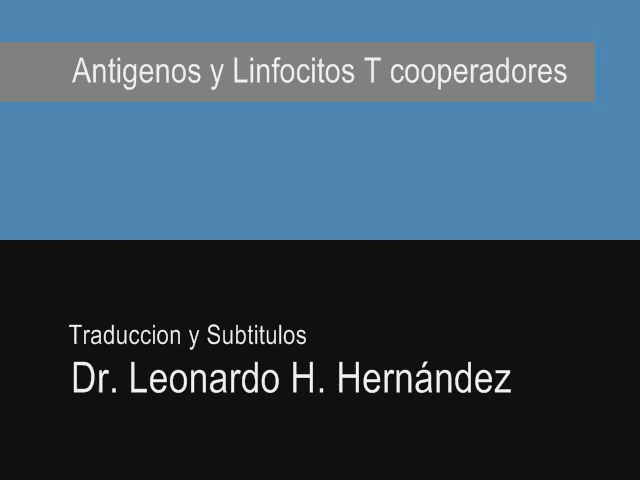 Antigenos y Linfocitos T cooperadores
Traduccion y Subtitulos
Dr. Leonardo H. Hernández